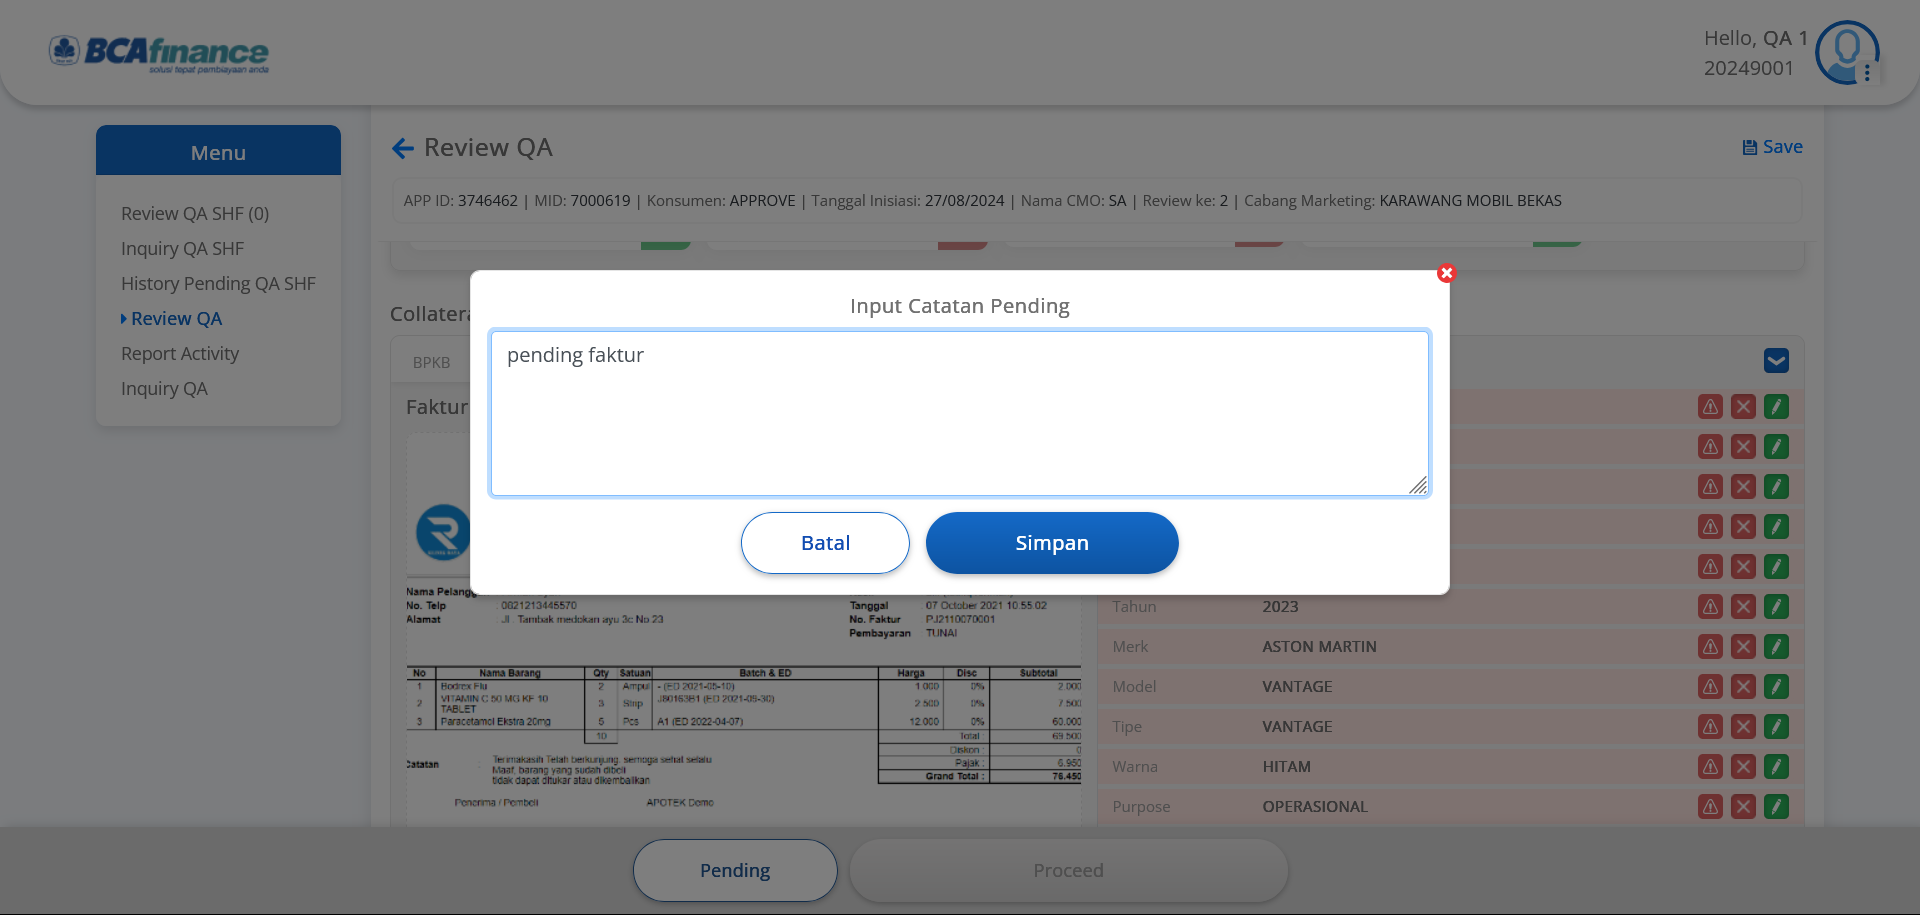 BCAfinance
solusi tepat pembiayaan anda
Hello, QA 1
20249001
Menu
Review QA SHF (0)
Inquiry QA SHF
History Pending QA SHF
Review QA
Report Activity
Inquiry QA
Review QA
Save
APP ID: 3746462 | MID: 7000619 | Konsumen: APPROVE | Tanggal Inisiasi: 27/08/2024 | Nama CMO: SA | Review ke: 2 | Cabang Marketing: KARAWANG MOBIL BEKAS
Collatera
BPKB
Faktur
Input Catatan Pending
pending faktur
Batal
Simpan
Nama Pelangg
No. Telp : 0821213445570
Alamat : Jl . Tambak medokan ayu 3c No 23
Tanggal : 07 October 2021 10.55.02
No. Faktur : PJ2110070001
Pembayaran : TUNAI
No Nama Barang Qty Satuan Batch & ED Harga Disc Subtotal
1 Bodrex Flu 2 Ampul - (ED 2021-05-10) 1.000 0% 2.000
2 VITAMIN C 50 MG KF 10 TABLET 3 Strip J80163B1 (ED 2021-09-30) 2.500 0% 7.500
3 Paracetamol Ekstra 20mg 5 Pcs A1 (ED 2022-04-07) 12.000 0% 60.000
10 Total : 69.500
Diskon : 0
Pajak : 6.950
Grand Total : 76.450
Catatan : Terimakasih Telah berkunjung, semoga sehat selalu
Maaf, barang yang sudah dibeli
tidak dapat ditukar atau dikembalikan
Penerima / Pembeli
APOTEK Demo
Tahun 2023
Merk ASTON MARTIN
Model VANTAGE
Tipe VANTAGE
Warna HITAM
Purpose OPERASIONAL
Pending
Proceed